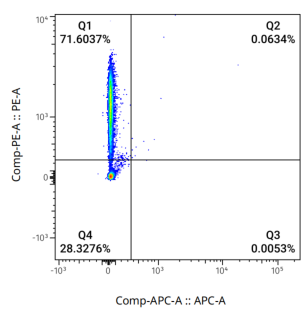 Q1
71.6037%
Q2
0.0634%
Q4
28.3276%
Q3
0.0053%
10⁴
10³
0
-10³
-10³
0
10³
10⁴
10⁵
Comp-PE-A :: PE-A
Comp-APC-A :: APC-A